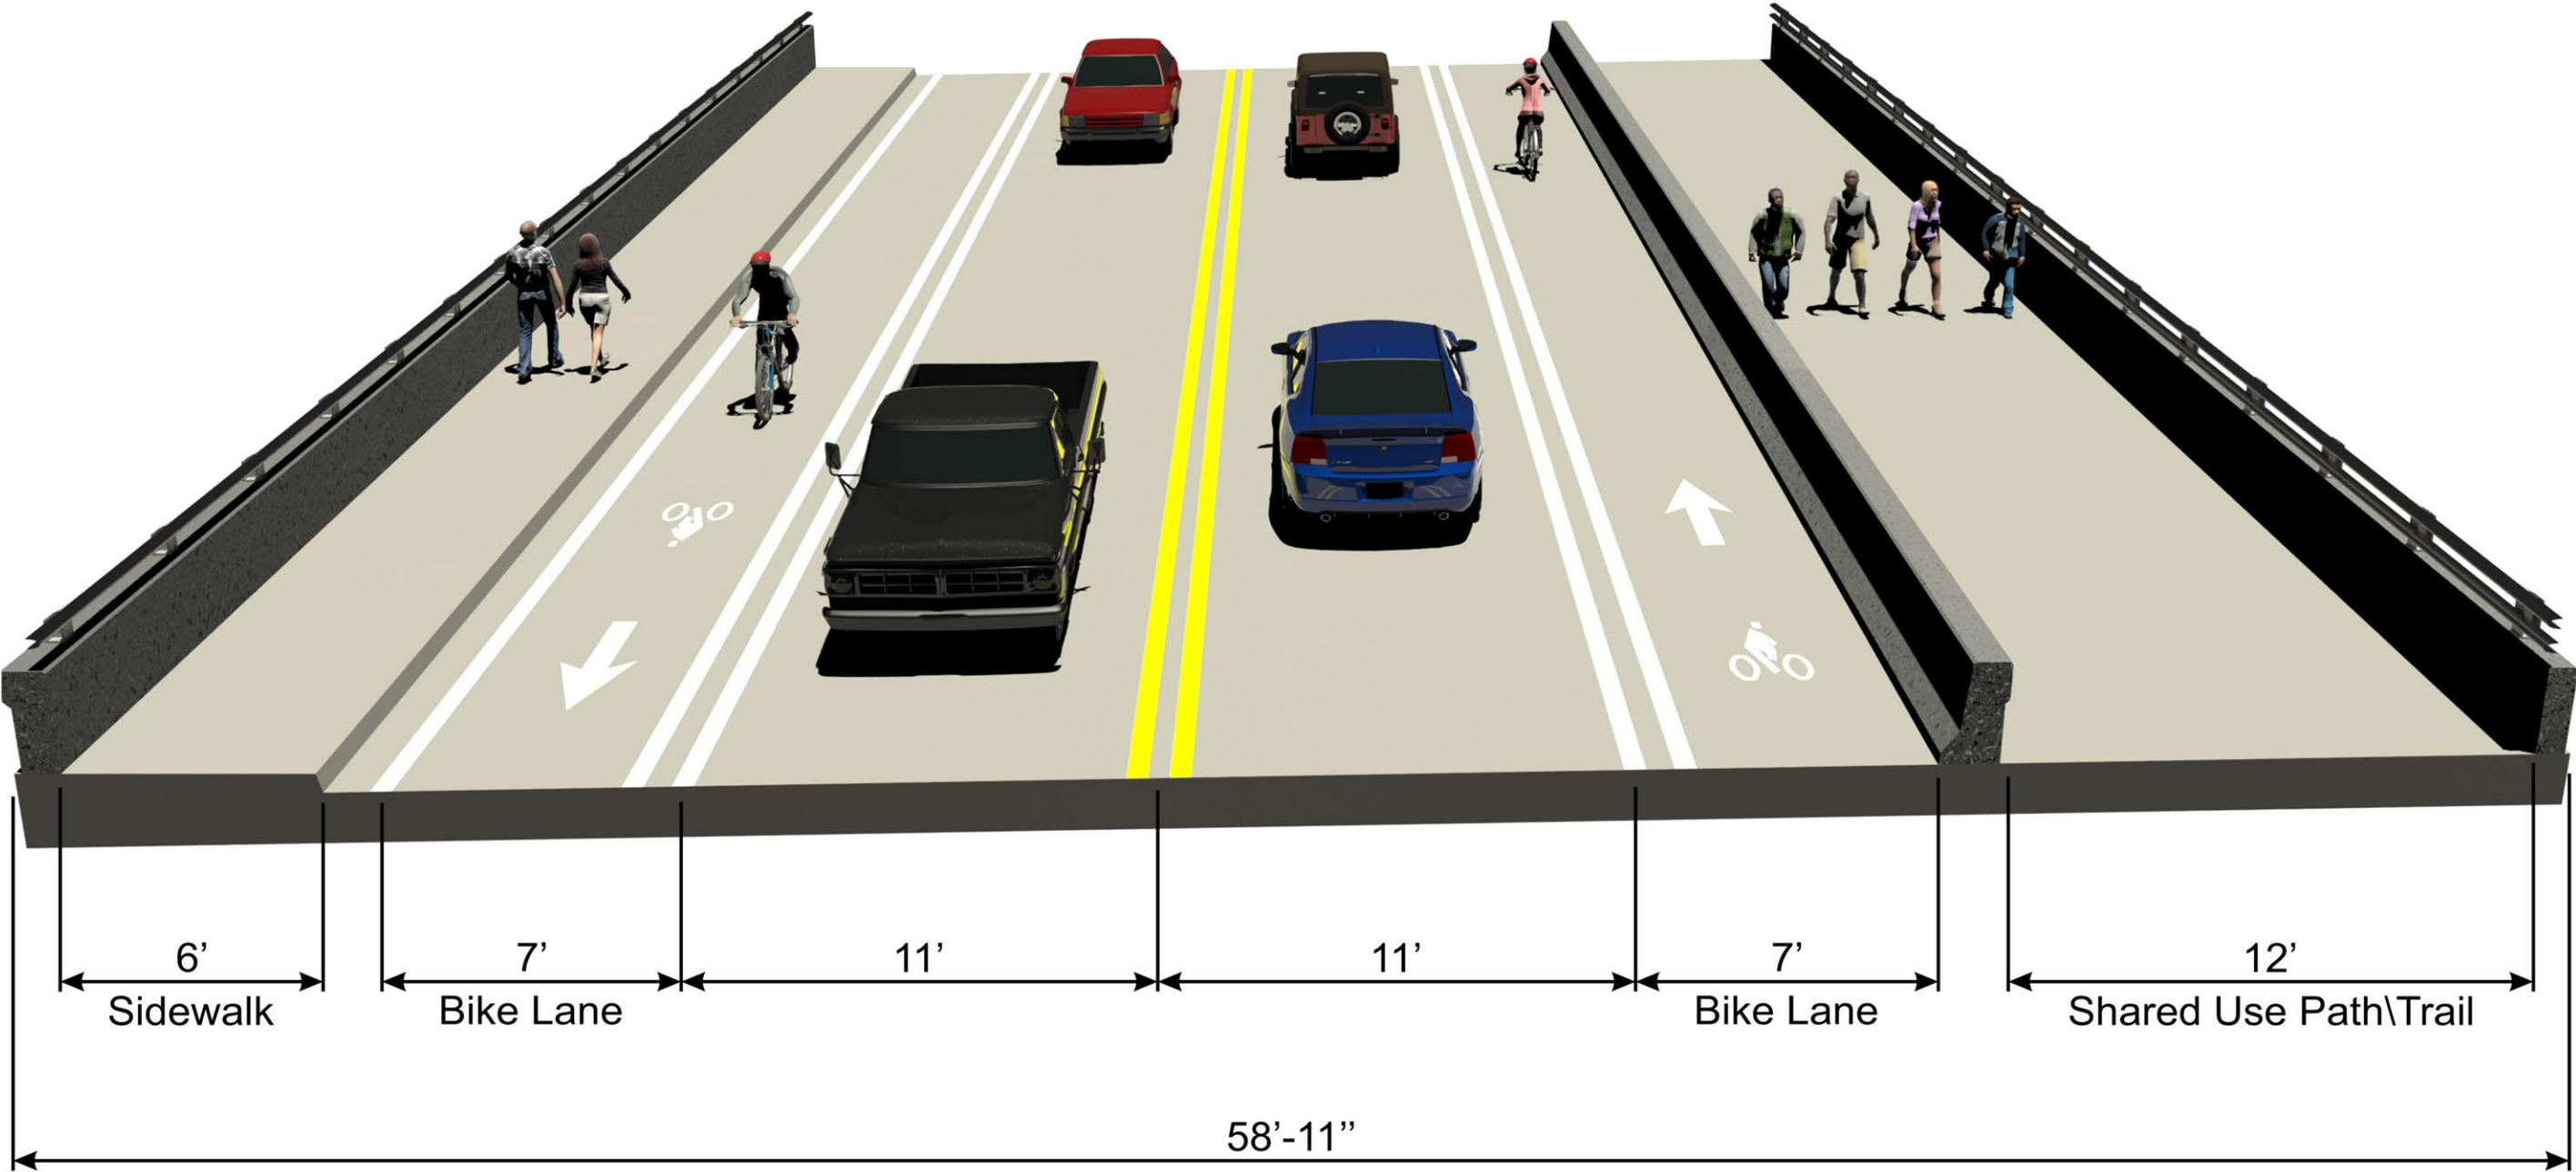 6’ 7’ 11’ 11’ 7’ 12’
Sidewalk Bike Lane Bike Lane Shared Use Path\Trail
58’-11’’